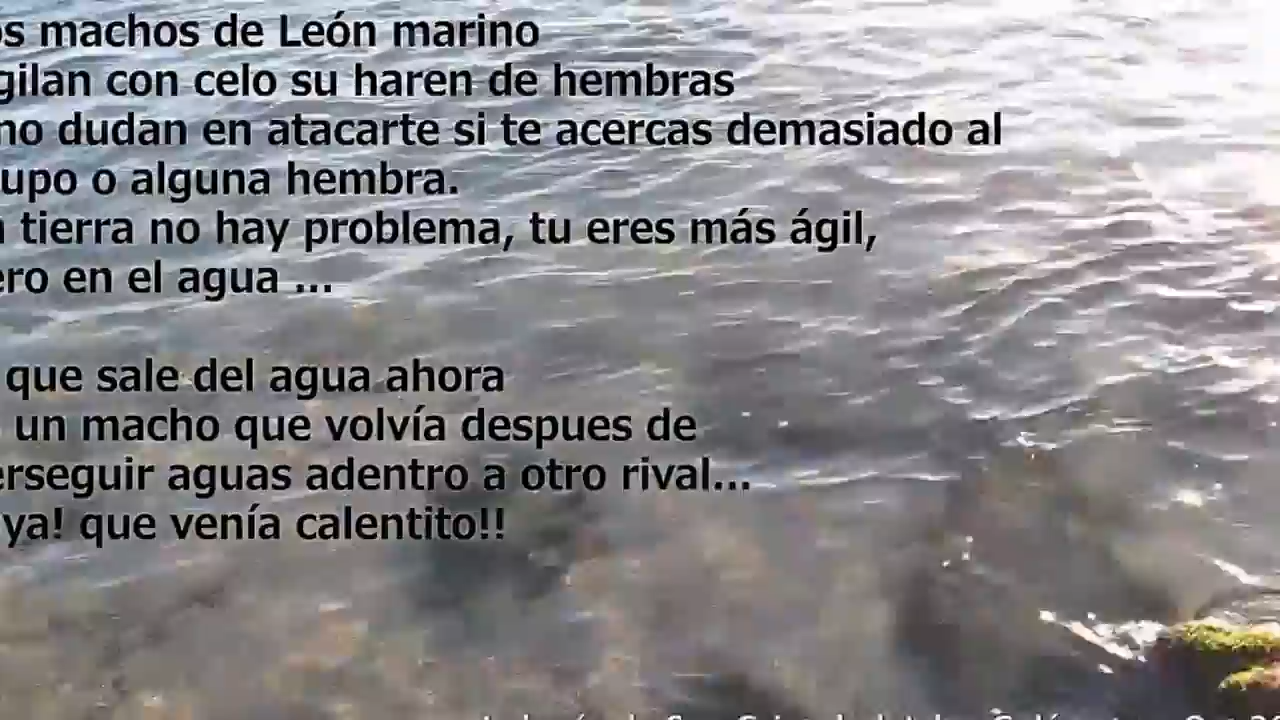 os machos de León marino
gilan con celo su haren de hembras
no dudan en atacarte si te acercas demasiado al
upo o alguna hembra.
tierra no hay problema, tu eres más ágil,
ero en el agua ...
que sale del agua ahora
un macho que volvía despues de
erseguir aguas adentro a otro rival...
ya! que venía calentito!!